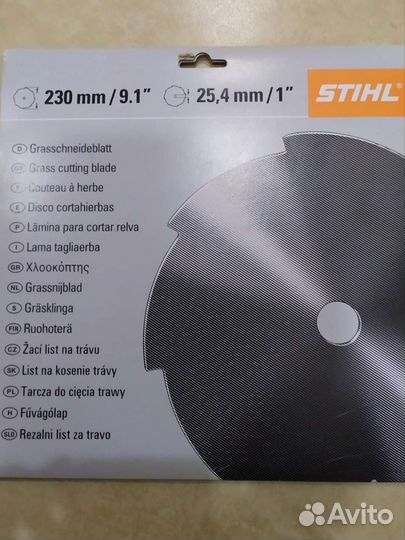 230 mm / 9.1" 25,4 mm / 1" STIHL
D Grasschneideblatt
GB Grass cutting blade
F Couteau à herbe
E Disco cortahierbas
P Lâmina para cortar relva
I Lama tagliaerba
GR Χλοοκόπτης
NL Grassnijblad
S Gräsklinga
FIN Ruohoterä
CZ Žací list na trávu
SK List na kosenie trávy
PL Tarcza do cięcia trawy
H Fűvágólap
SLO Rezalni list za travo
Avito